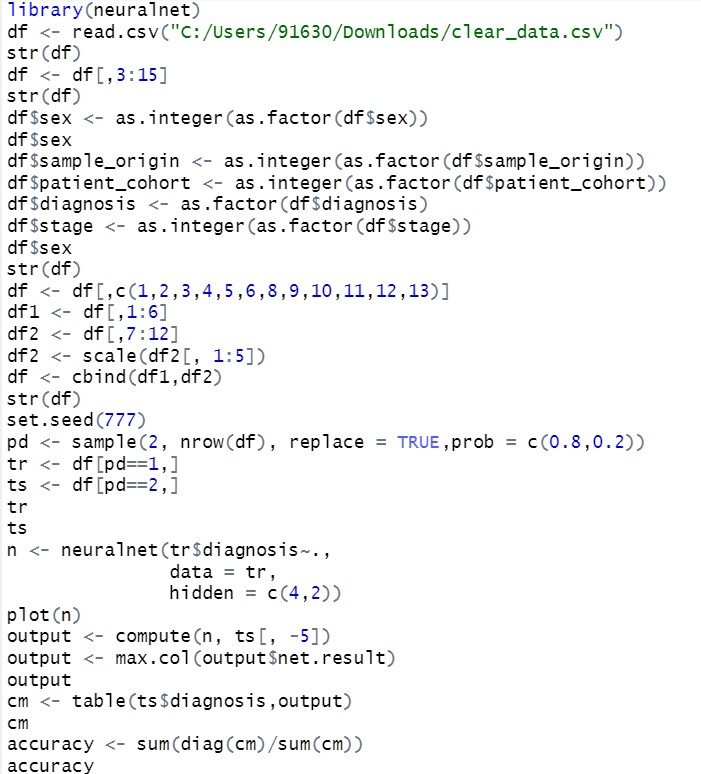 library(neuralnet)
df <- read.csv("C:/Users/91630/Downloads/clear_data.csv")
str(df)
df <- df[,3:15]
str(df)
df$sex <- as.integer(as.factor(df$sex))
df$sex
df$sample_origin <- as.integer(as.factor(df$sample_origin))
df$patient_cohort <- as.integer(as.factor(df$patient_cohort))
df$diagnosis <- as.factor(df$diagnosis)
df$stage <- as.integer(as.factor(df$stage))
df$sex
str(df)
df <- df[,c(1,2,3,4,5,6,8,9,10,11,12,13)]
df1 <- df[,1:6]
df2 <- df[,7:12]
df2 <- scale(df2[, 1:5])
df <- cbind(df1,df2)
str(df)
set.seed(777)
pd <- sample(2, nrow(df), replace = TRUE,prob = c(0.8,0.2))
tr <- df[pd==1,]
ts <- df[pd==2,]
tr
ts
n <- neuralnet(tr$diagnosis~.,
               data = tr,
               hidden = c(4,2))
plot(n)
output <- compute(n, ts[, -5])
output <- max.col(output$net.result)
output
cm <- table(ts$diagnosis,output)
cm
accuracy <- sum(diag(cm)/sum(cm))
accuracy